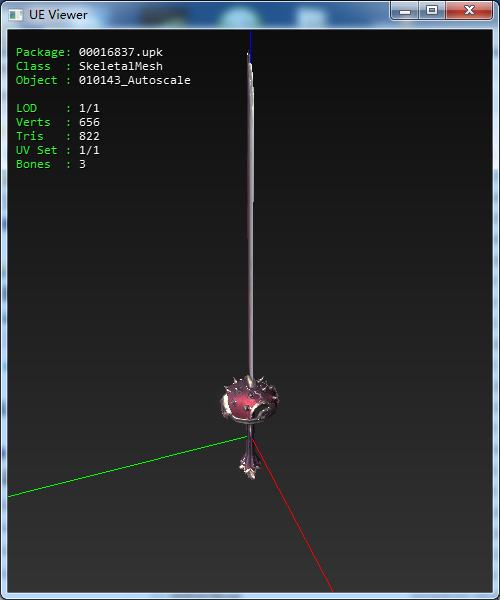 UE Viewer
Package: 00016837.upk
Class  : SkeletalMesh
Object : 010143_Autoscale
LOD    : 1/1
Verts  : 656
Tris   : 822
UV Set : 1/1
Bones  : 3